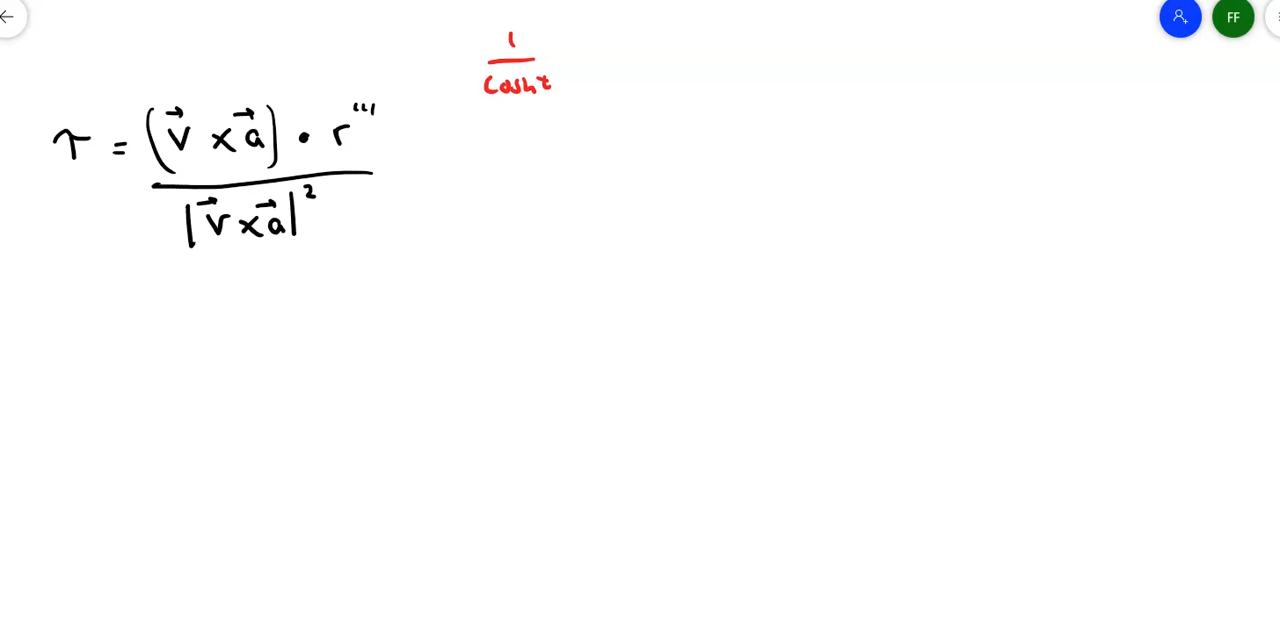 FF
1
cosh t
τ = (v⃗ × a⃗) • r'''
|v⃗ × a⃗|²